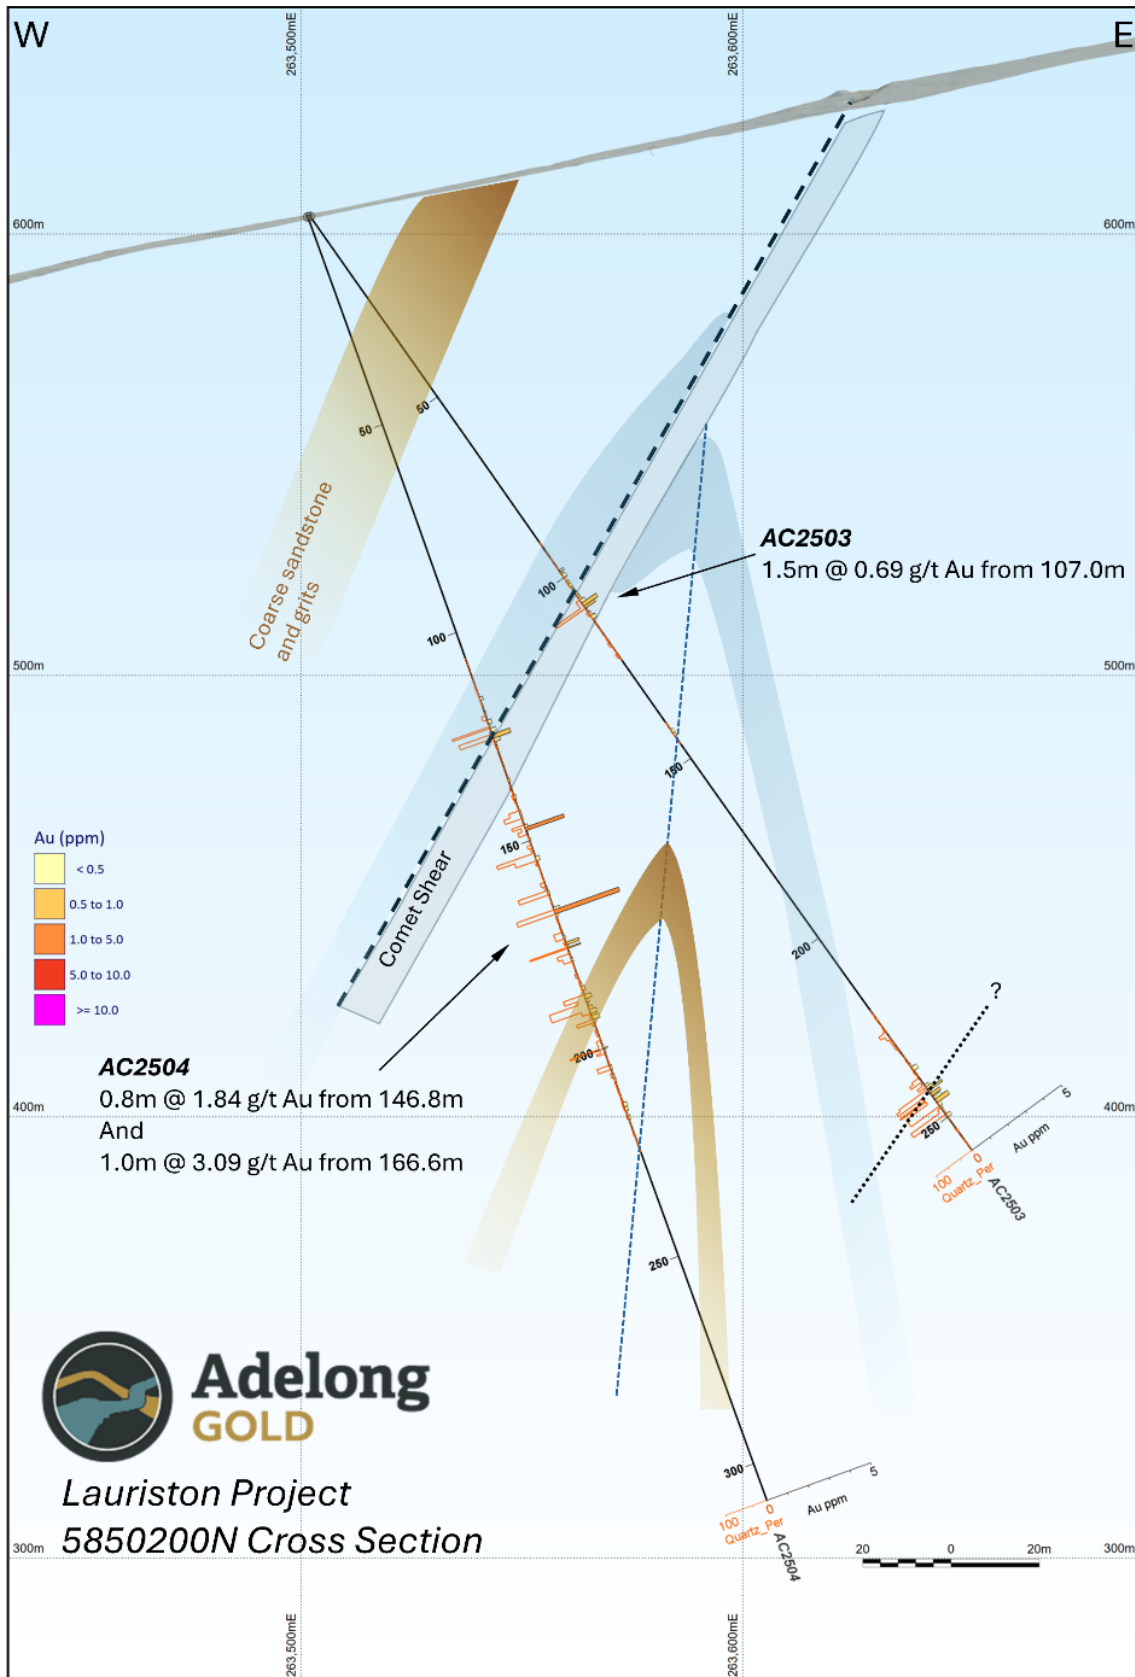 W
E
263,500mE
263,600mE
600m
600m
50
50
Coarse sandstone
and grits
AC2503
1.5m @ 0.69 g/t Au from 107.0m
100
100
500m
500m
150
150
Au (ppm)
< 0.5
0.5 to 1.0
1.0 to 5.0
5.0 to 10.0
>= 10.0
Comet Shear
200
?
AC2504
0.8m @ 1.84 g/t Au from 146.8m
And
1.0m @ 3.09 g/t Au from 166.6m
200
400m
400m
250
5
Au ppm
0
100
Quartz_Per
AC2503
250
Adelong
GOLD
300
5
Au ppm
0
100
Quartz_Per
AC2504
Lauriston Project
5850200N Cross Section
20
0
20m
300m
300m
263,500mE
263,600mE